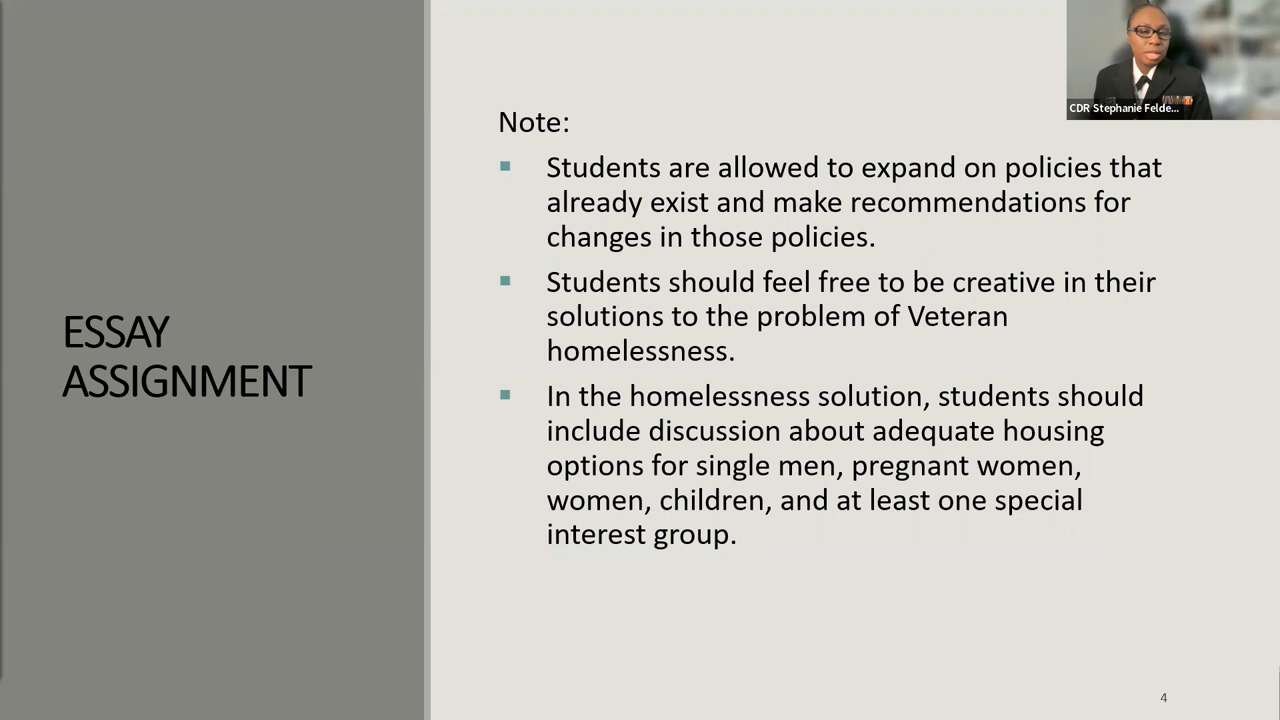 CDR Stephanie Felde...
Note:
Students are allowed to expand on policies that
already exist and make recommendations for
changes in those policies.
Students should feel free to be creative in their
solutions to the problem of Veteran
homelessness.
In the homelessness solution, students should
include discussion about adequate housing
options for single men, pregnant women,
women, children, and at least one special
interest group.
ESSAY
ASSIGNMENT
4